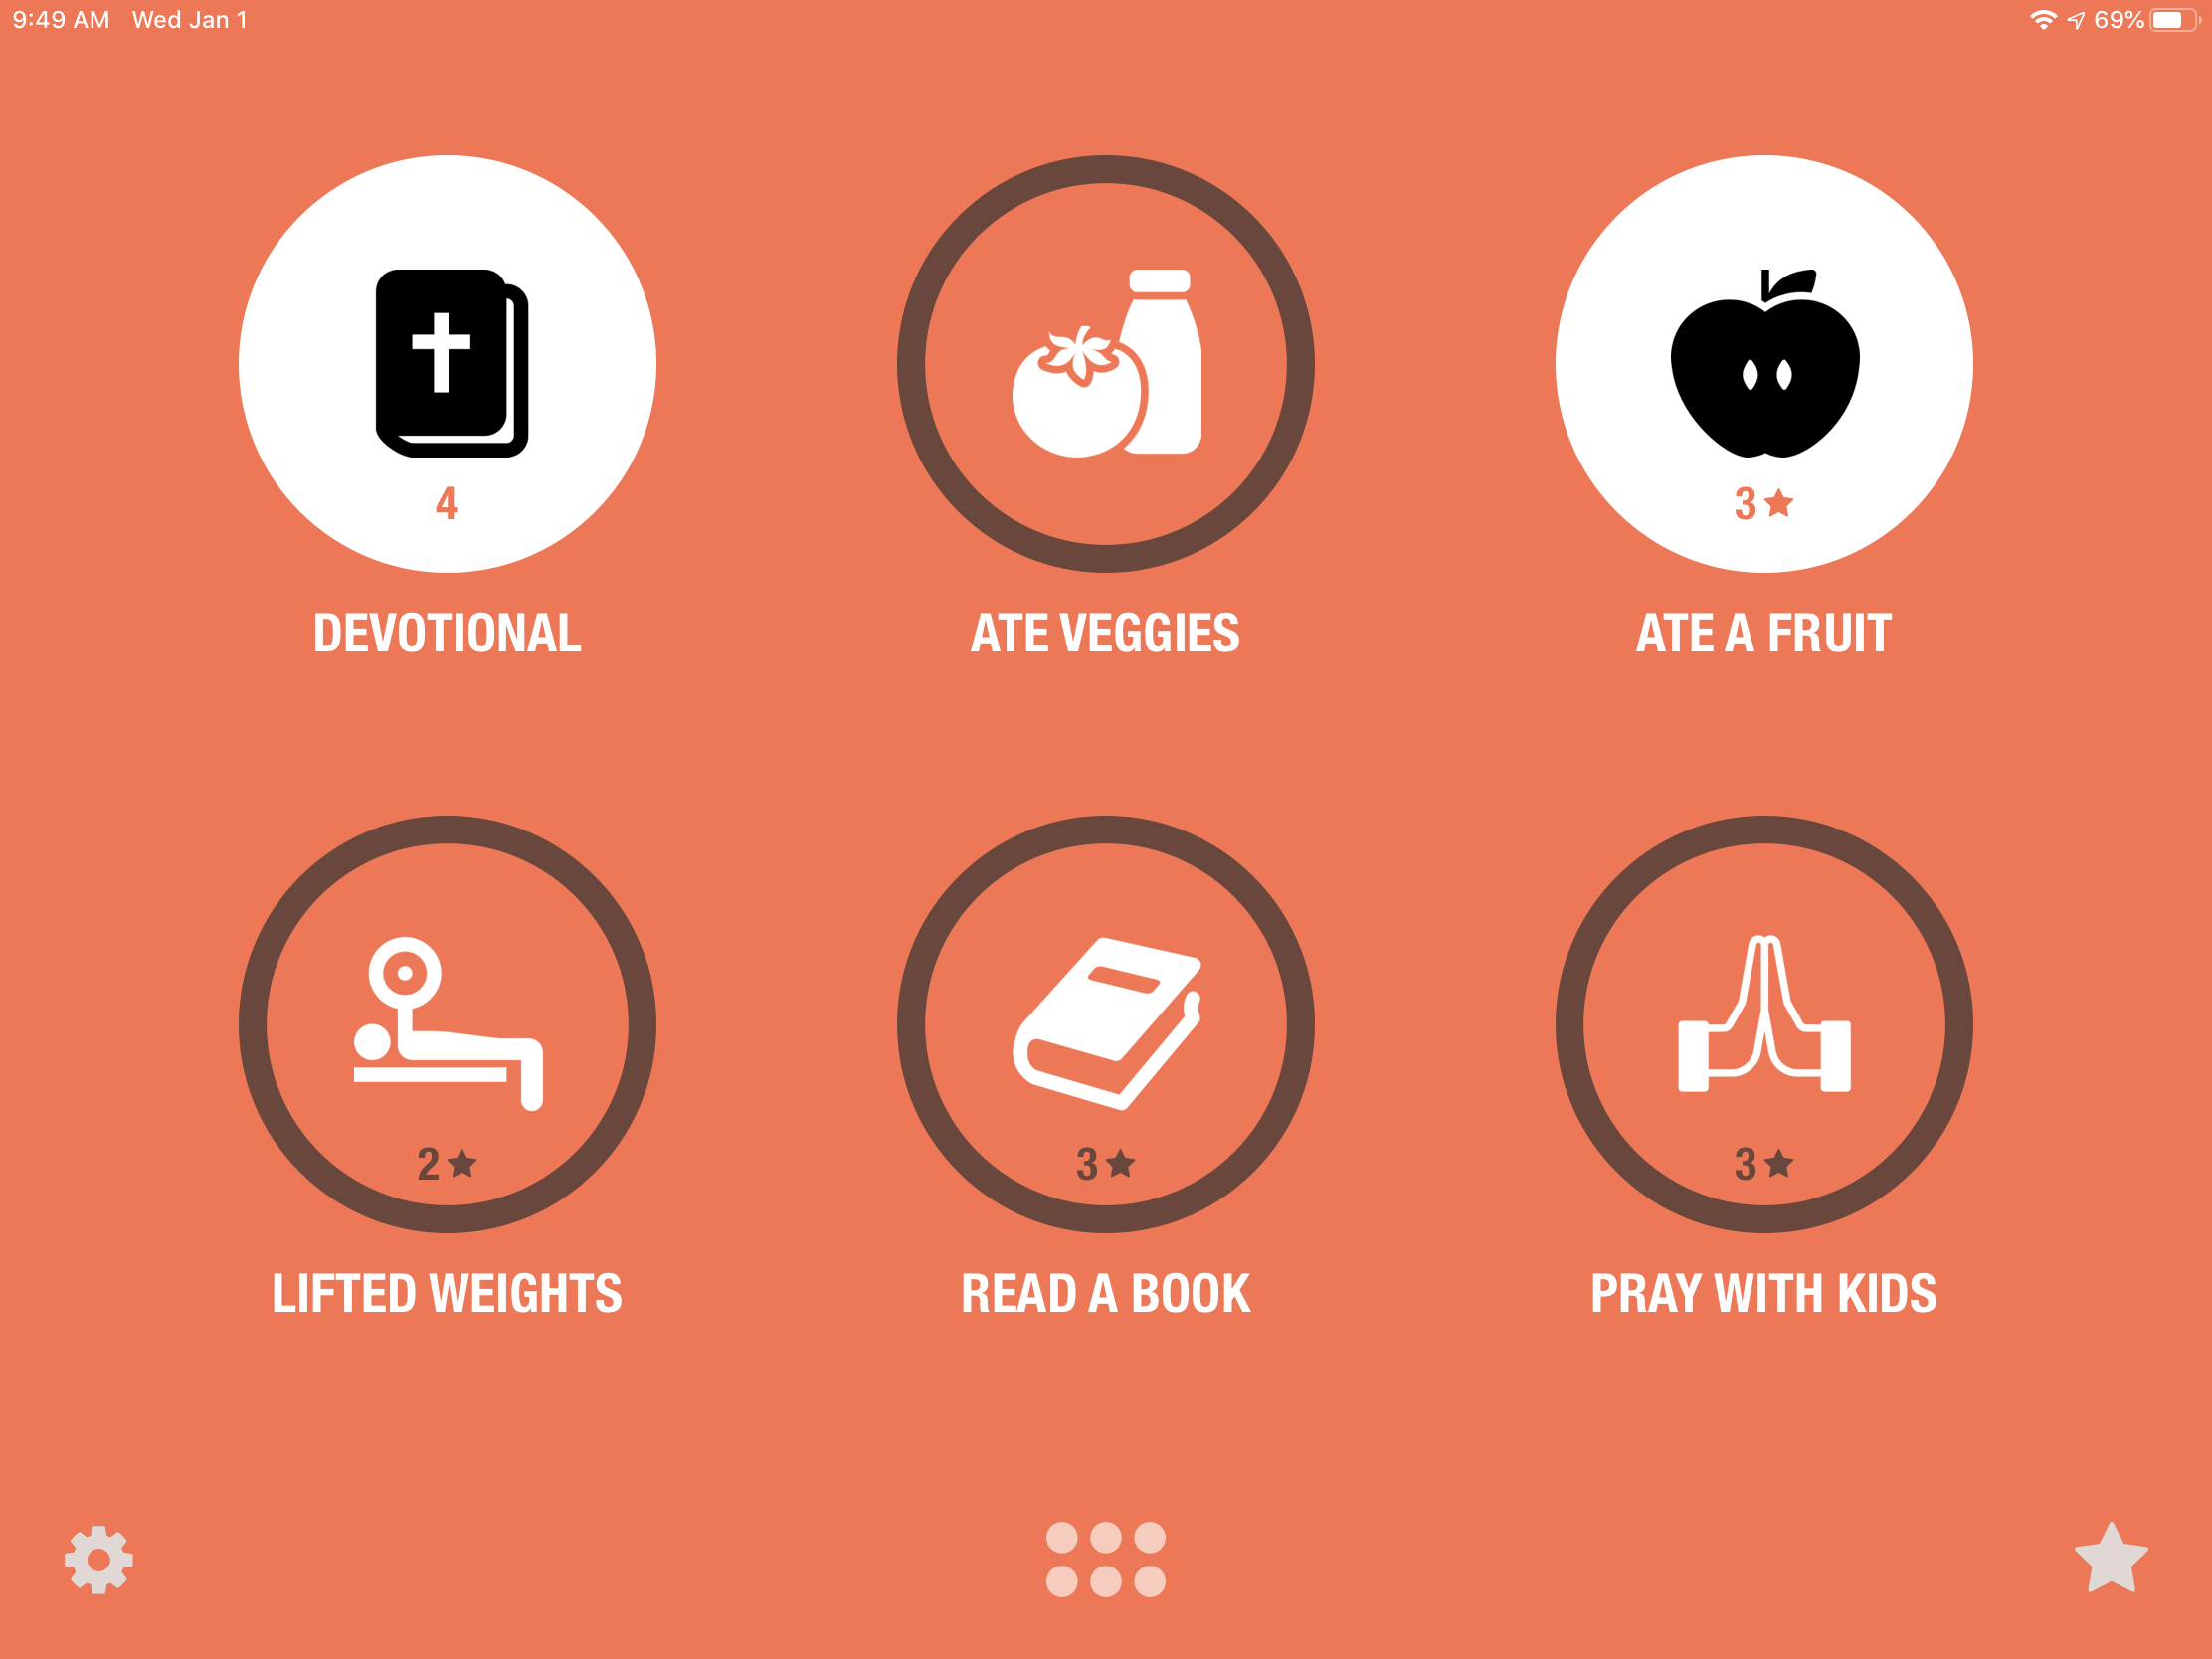 9:49 AM Wed Jan 1 69%
4
3
DEVOTIONAL ATE VEGGIES ATE A FRUIT
2 3 3
LIFTED WEIGHTS READ A BOOK PRAY WITH KIDS